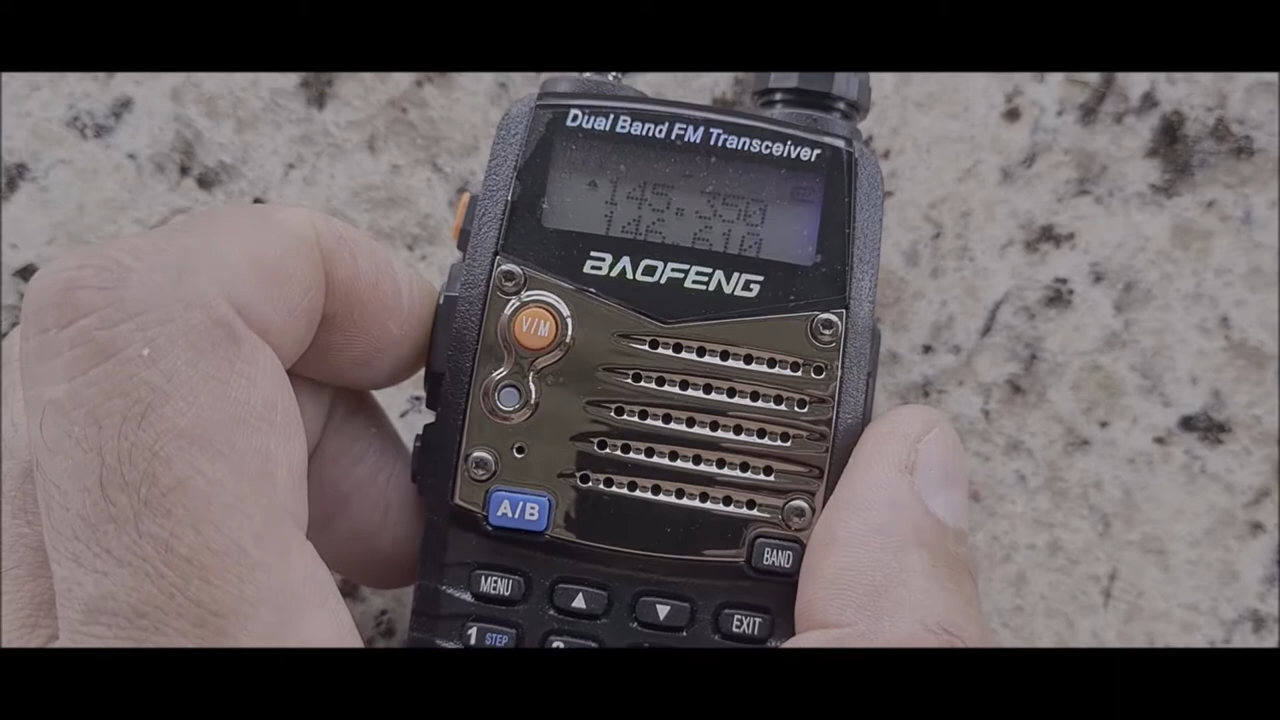 Dual Band FM Transceiver
145.350
146.610
BAOFENG
V/M
A/B
BAND
MENU ▲ ▼ EXIT
1 STEP